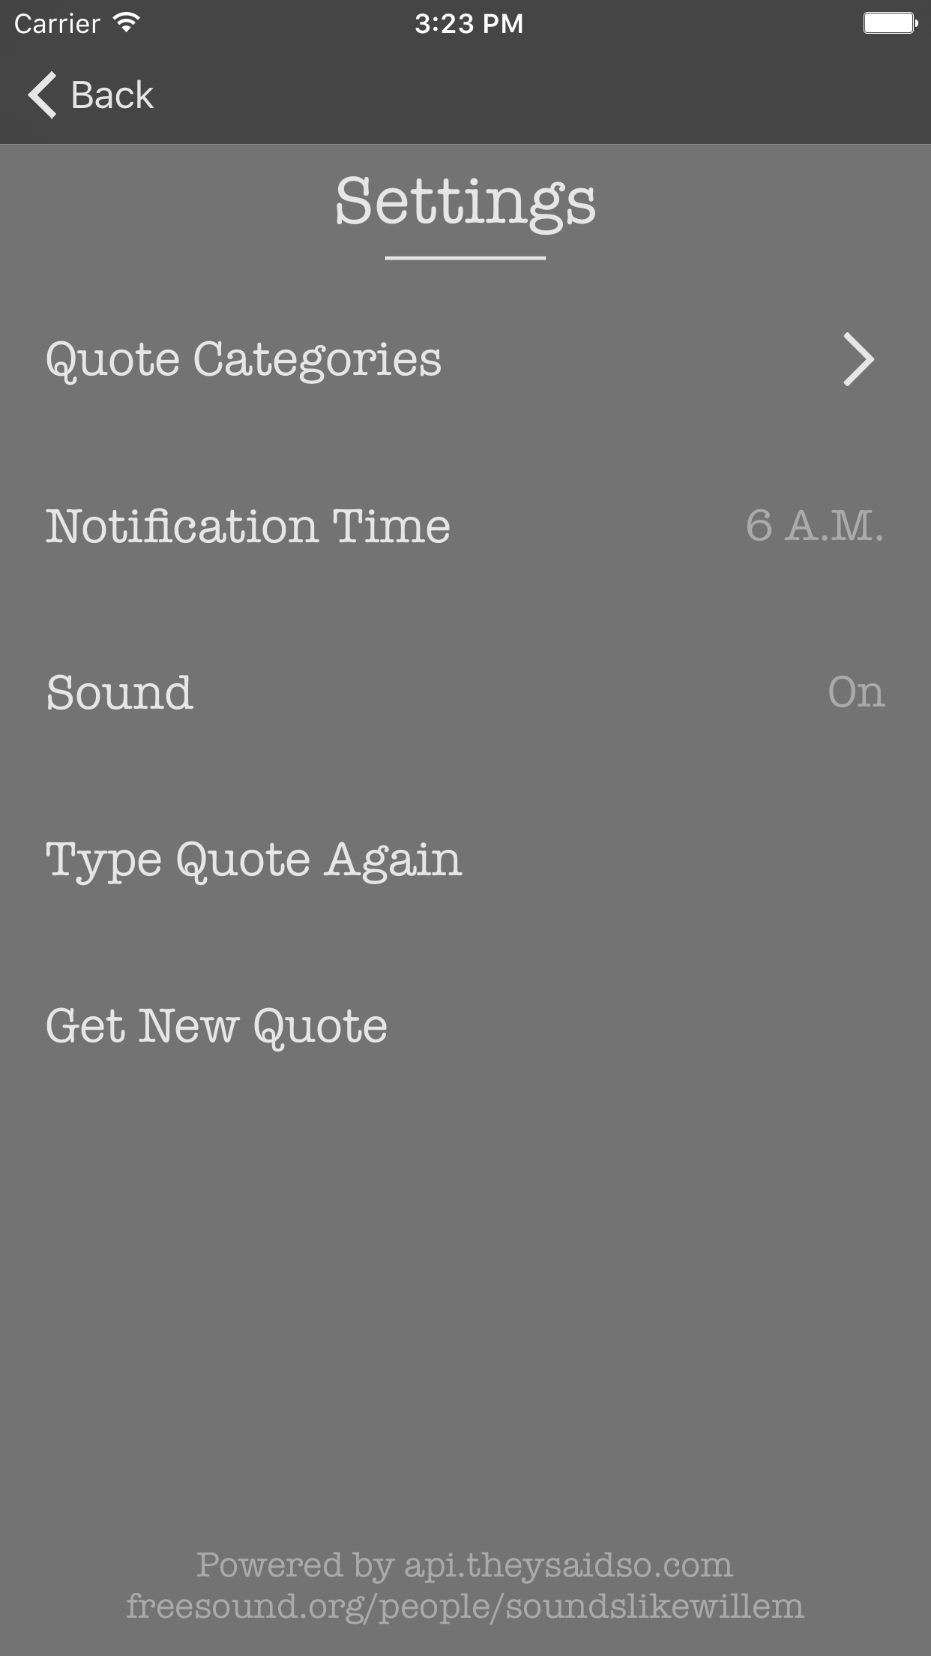 Carrier 3:23 PM
Back
Settings
Quote Categories
Notification Time 6 A.M.
Sound On
Type Quote Again
Get New Quote
Powered by api.theysaidso.com
freesound.org/people/soundslikewillem